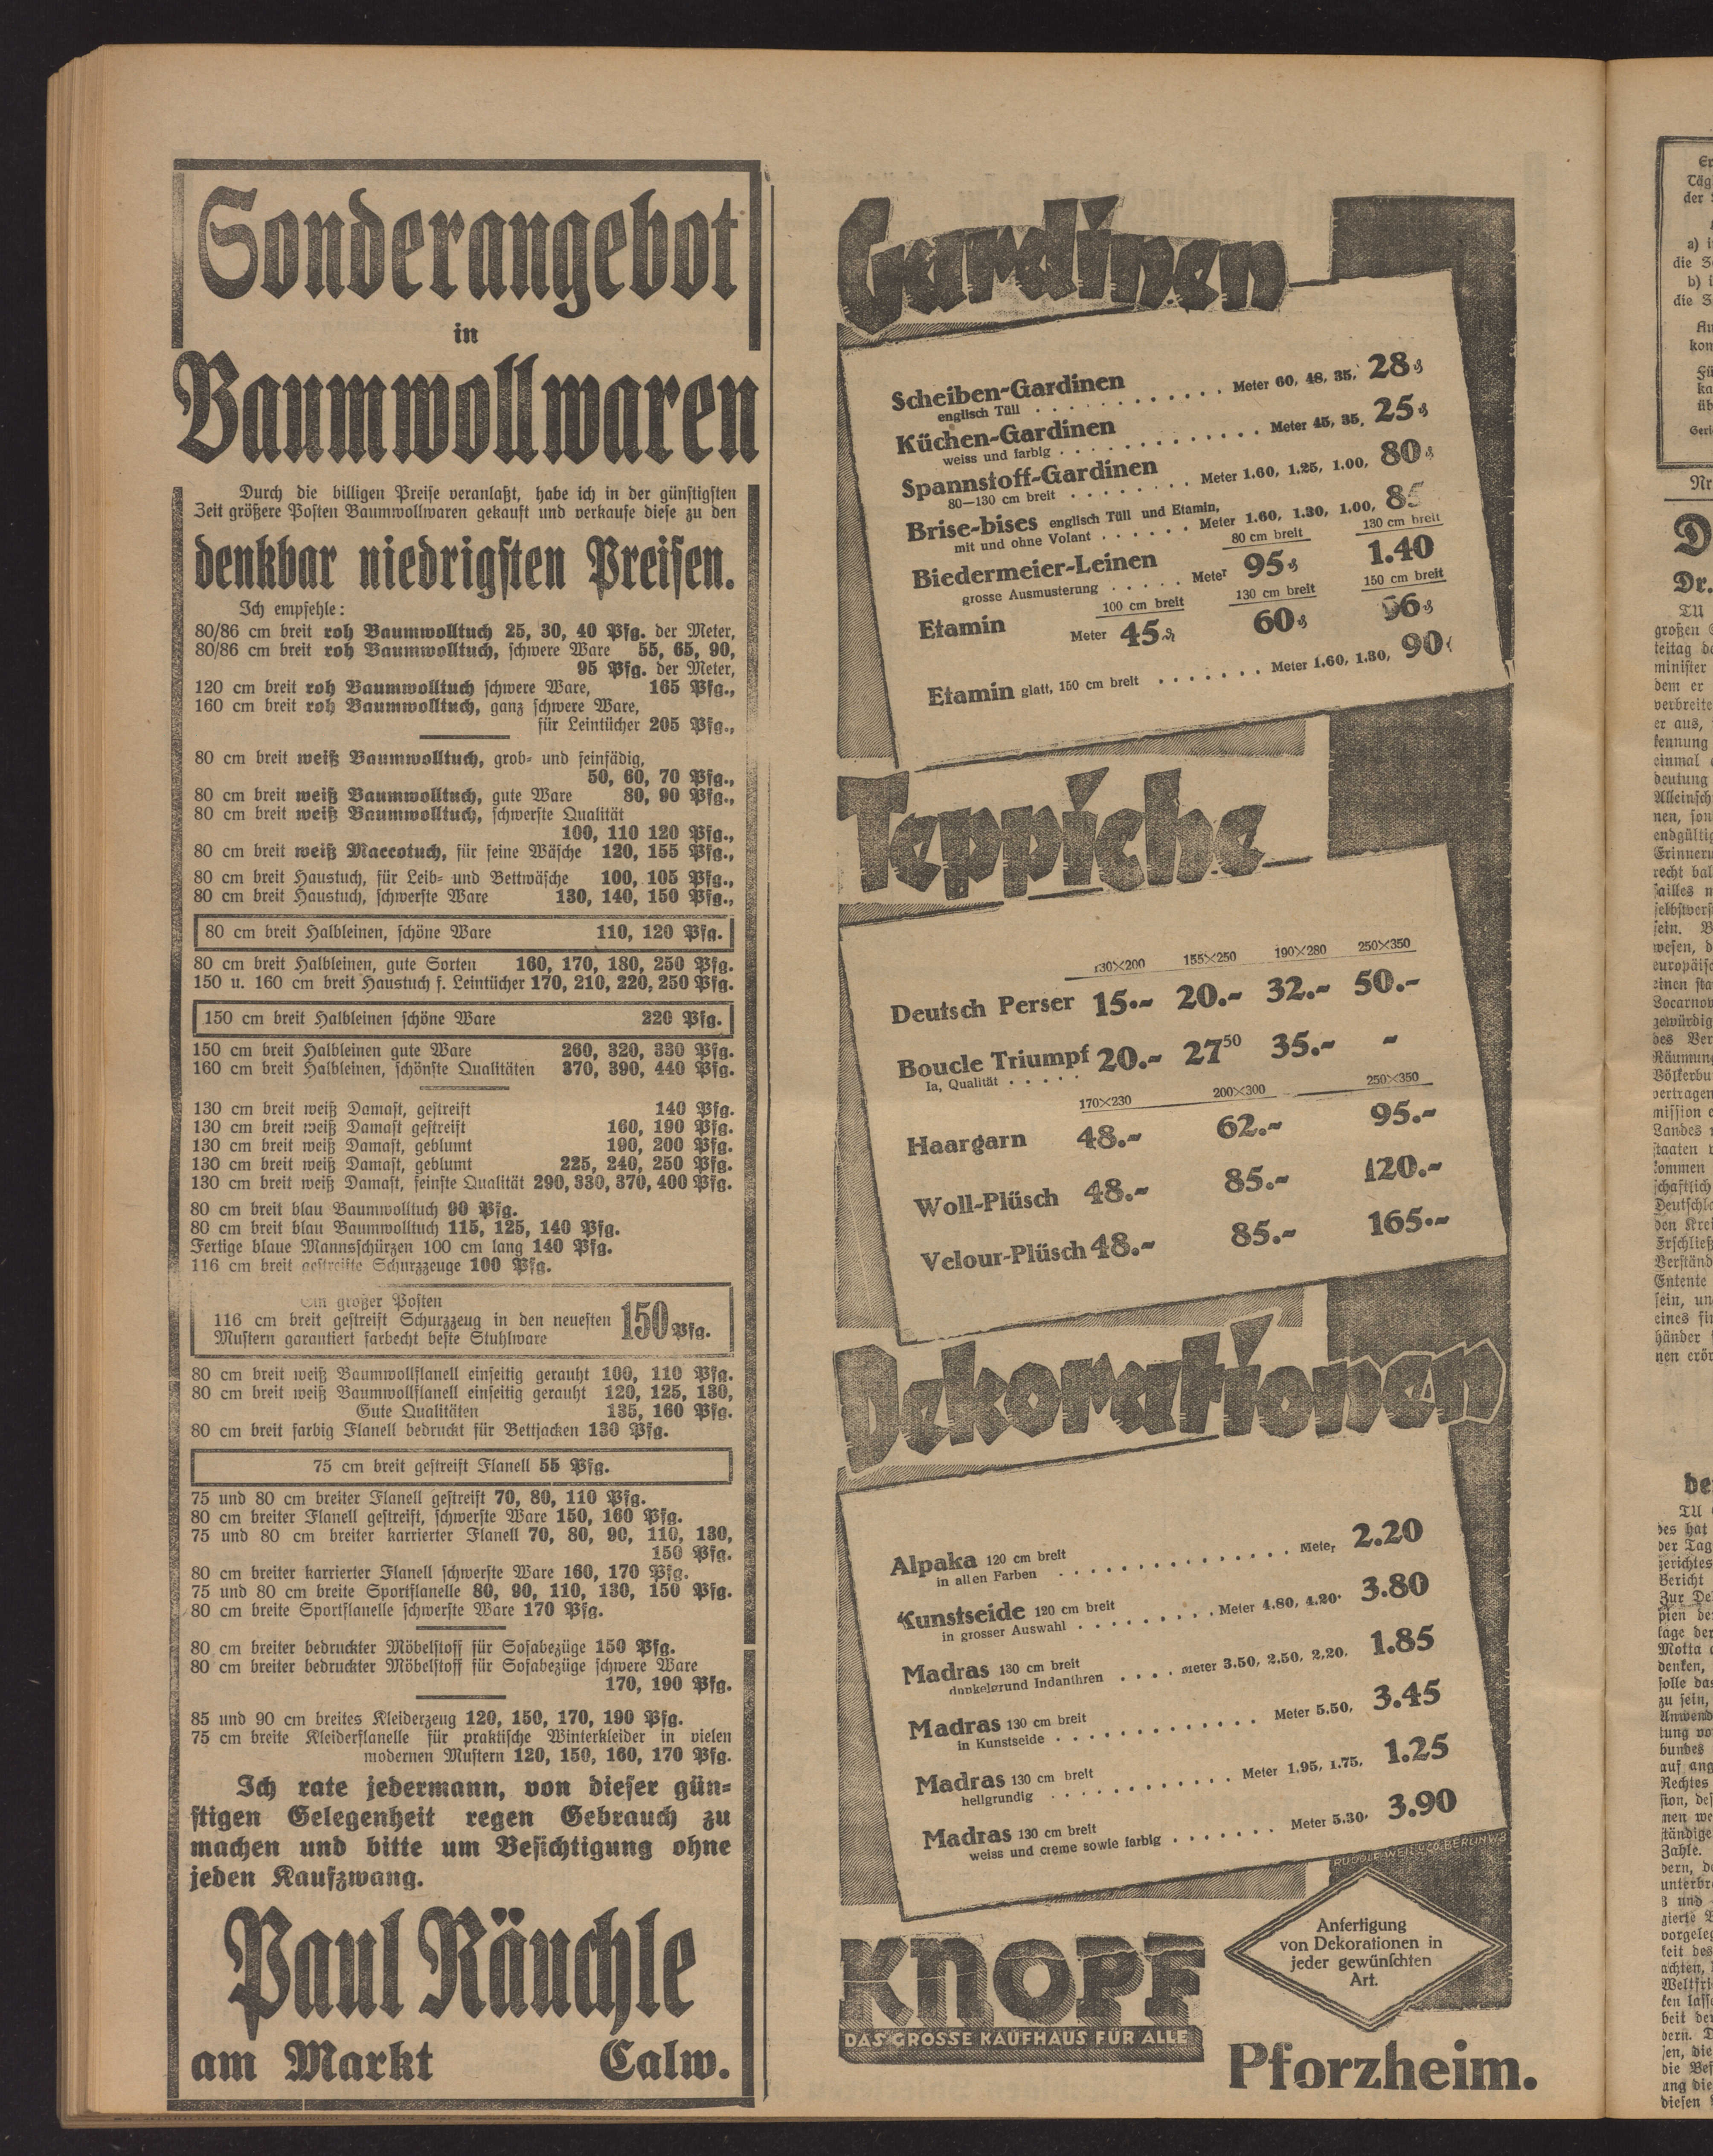 Sonderangebot
in
Baumwollwaren
Durch die billigen Preise veranlaßt, habe ich in der günstigsten
Zeit größere Posten Baumwollwaren gekauft und verkaufe diese zu den
denkbar niedrigsten Preisen.
Ich empfehle:
80/86 cm breit roh Baumwolltuch 25, 30, 40 Pfg. der Meter,
80/86 cm breit roh Baumwolltuch, schwere Ware 55, 65, 90,
95 Pfg. der Meter,
120 cm breit roh Baumwolltuch schwere Ware, 165 Pfg.,
160 cm breit roh Baumwolltuch, ganz schwere Ware,
für Leintücher 205 Pfg.,
80 cm breit weiß Baumwolltuch, grob- und feinfädig,
50, 60, 70 Pfg.,
80 cm breit weiß Baumwolltuch, gute Ware 80, 90 Pfg.,
80 cm breit weiß Baumwolltuch, schwerste Qualität
100, 110 120 Pfg.,
80 cm breit weiß Maccotuch, für feine Wäsche 120, 155 Pfg.,
80 cm breit Haustuch, für Leib- und Bettwäsche 100, 105 Pfg.,
80 cm breit Haustuch, schwerste Ware 130, 140, 150 Pfg.,
80 cm breit Halbleinen, schöne Ware 110, 120 Pfg.
80 cm breit Halbleinen, gute Sorten 160, 170, 180, 250 Pfg.
150 u. 160 cm breit Haustuch f. Leintücher 170, 210, 220, 250 Pfg.
150 cm breit Halbleinen schöne Ware 220 Pfg.
150 cm breit Halbleinen gute Ware 260, 320, 330 Pfg.
160 cm breit Halbleinen, schönste Qualitäten 370, 390, 440 Pfg.
130 cm breit weiß Damast, gestreift 140 Pfg.
130 cm breit weiß Damast gestreift 160, 190 Pfg.
130 cm breit weiß Damast, geblumt 190, 200 Pfg.
130 cm breit weiß Damast, geblumt 225, 240, 250 Pfg.
130 cm breit weiß Damast, feinste Qualität 290, 330, 370, 400 Pfg.
80 cm breit blau Baumwolltuch 90 Pfg.
80 cm breit blau Baumwolltuch 115, 125, 140 Pfg.
Fertige blaue Mannsschürzen 100 cm lang 140 Pfg.
116 cm breit gestreifte Schurzzeuge 100 Pfg.
Ein großer Posten
116 cm breit gestreift Schurzzeug in den neuesten
Mustern garantiert farbecht beste Stuhlware
150 Pfg.
80 cm breit weiß Baumwollflanell einseitig gerauht 100, 110 Pfg.
80 cm breit weiß Baumwollflanell einseitig gerauht 120, 125, 130,
Gute Qualitäten 135, 160 Pfg.
80 cm breit farbig Flanell bedruckt für Bettjacken 130 Pfg.
75 cm breit gestreift Flanell 55 Pfg.
75 und 80 cm breiter Flanell gestreift 70, 80, 110 Pfg.
80 cm breiter Flanell gestreift, schwerste Ware 150, 160 Pfg.
75 und 80 cm breiter karrierter Flanell 70, 80, 90, 110, 130,
150 Pfg.
80 cm breiter karrierter Flanell schwerste Ware 160, 170 Pfg.
75 und 80 cm breite Sportflanelle 80, 90, 110, 130, 150 Pfg.
80 cm breite Sportflanelle schwerste Ware 170 Pfg.
80 cm breiter bedruckter Möbelstoff für Sofabezüge 150 Pfg.
80 cm breiter bedruckter Möbelstoff für Sofabezüge schwere Ware
170, 190 Pfg.
85 und 90 cm breites Kleiderzeug 120, 150, 170, 190 Pfg.
75 cm breite Kleiderflanelle für praktische Winterkleider in vielen
modernen Mustern 120, 150, 160, 170 Pfg.
Ich rate jedermann, von dieser gün-
stigen Gelegenheit regen Gebrauch zu
machen und bitte um Besichtigung ohne
jeden Kaufzwang.
Paul Räuchle
am Markt Calw.
Gardinen
Scheiben-Gardinen
englisch Tüll . . . . . . . . . . . . Meter 60, 48, 35, 28 ₰
Küchen-Gardinen
weiss und farbig . . . . . . . . . . Meter 45, 35, 25 ₰
Spannstoff-Gardinen
80—130 cm breit . . . . . . . . Meter 1.60, 1.25, 1.00, 80 ₰
Brise-bises englisch Tüll und Etamin,
mit und ohne Volant . . . . . . Meter 1.60, 1.30, 1.00, 85
80 cm breit 130 cm breit
Biedermeier-Leinen
grosse Ausmusterung . . . . . Meter 95 ₰ 1.40
100 cm breit 130 cm breit 150 cm breit
Etamin Meter 45 ₰ 60 ₰ 66 ₰
Etamin glatt, 150 cm breit . . . . . . . Meter 1.60, 1.30, 90
Teppiche
130×200 155×250 190×280 250×350
Deutsch Perser 15.- 20.- 32.- 50.-
Boucle Triumpf 20.- 27⁵⁰ 35.- -
Ia, Qualität . . . . .
170×230 200×300 250×350
Haargarn 48.- 62.- 95.-
Woll-Plüsch 48.- 85.- 120.-
Velour-Plüsch 48.- 85.- 165.-
Dekorationen
Alpaka 120 cm breit
in allen Farben . . . . . . . . . . . . . Meter 2.20
Kunstseide 120 cm breit
in grosser Auswahl . . . . . . . . Meter 4.80, 4.20. 3.80
Madras 130 cm breit
dunkelgrund Indanthren . . . . Meter 3.50, 2.50, 2.20. 1.85
Madras 130 cm breit
in Kunstseide . . . . . . . . . . . Meter 5.50, 3.45
Madras 130 cm breit
hellgrundig . . . . . . . . . . Meter 1.95, 1.75, 1.25
Madras 130 cm breit
weiss und creme sowie farbig . . . . . . . Meter 5.30. 3.90
Anfertigung
von Dekorationen in
jeder gewünschten
Art.
KNOPF
DAS GROSSE KAUFHAUS FÜR ALLE
Pforzheim.